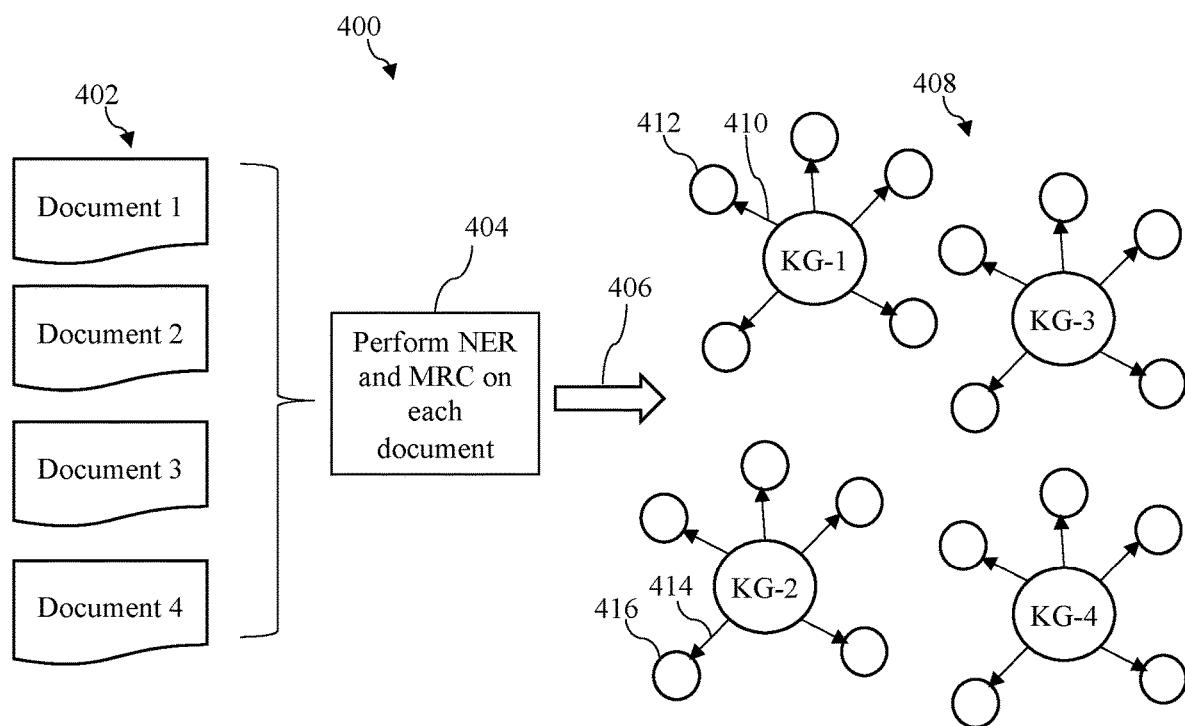 400
402
408
412
410
Document 1
404
KG-1
406
KG-3
Document 2
Perform NER
and MRC on
each
document
Document 3
KG-2
414
416
KG-4
Document 4